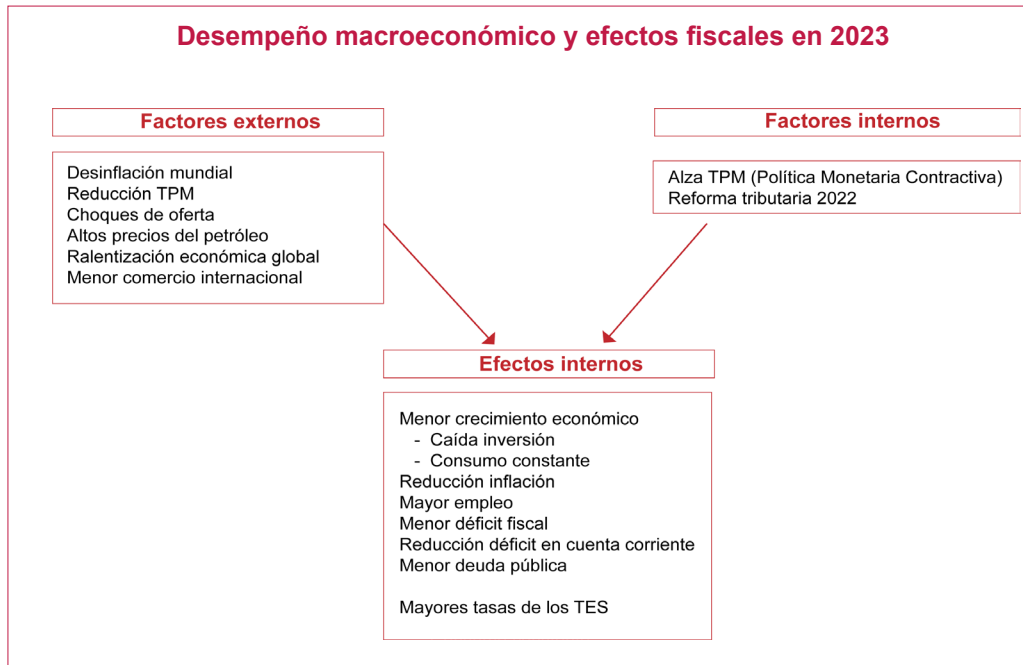 Desempeño macroeconómico y efectos fiscales en 2023
Factores externos
Desinflación mundial
Reducción TPM
Choques de oferta
Altos precios del petróleo
Ralentización económica global
Menor comercio internacional
Factores internos
Alza TPM (Política Monetaria Contractiva)
Reforma tributaria 2022
Efectos internos
Menor crecimiento económico
- Caída inversión
- Consumo constante
Reducción inflación
Mayor empleo
Menor déficit fiscal
Reducción déficit en cuenta corriente
Menor deuda pública
Mayores tasas de los TES